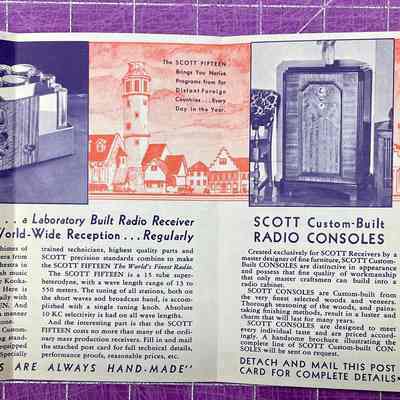 The SCOTT FIFTEEN
Brings You Native
Programs from Far
Distant Foreign
Countries . . . Every
Day in the Year.
. . . a Laboratory Built Radio Receiver
World-Wide Reception . . . Regularly
trained technicians, highest quality parts and
SCOTT precision standards combine to make
the SCOTT FIFTEEN The World's Finest Radio.
The SCOTT FIFTEEN is a 15 tube super-
heterodyne, with a wave length range of 13 to
550 meters. The tuning of all stations, both on
the short waves and broadcast band, is accom-
plished with a single tuning knob. Absolute
10 KC selectivity is had on all wave lengths.
And the interesting part is that the SCOTT
FIFTEEN costs no more than many of the ordi-
nary mass production receivers. Fill in and mail
the attached post card for full technical details,
performance proofs, reasonable prices, etc.
S ARE ALWAYS HAND-MADE"
SCOTT Custom-Built
RADIO CONSOLES
Created exclusively for SCOTT Receivers by a
master designer of fine furniture, SCOTT Custom-
Built CONSOLES are distinctive in appearance
and possess that fine quality of workmanship
that only master craftsmen can build into a
radio cabinet.
SCOTT CONSOLES are Custom-built from
the very finest selected woods and veneers.
Thorough seasoning of the woods, and pains-
taking finishing methods, result in a luster and
charm that will last for many years.
SCOTT CONSOLES are designed to meet
every individual taste and are priced accord-
ingly. A handsome brochure illustrating the
complete line of SCOTT Custom-built CON-
SOLES will be sent on request.
DETACH AND MAIL THIS POST
CARD FOR COMPLETE DETAILS